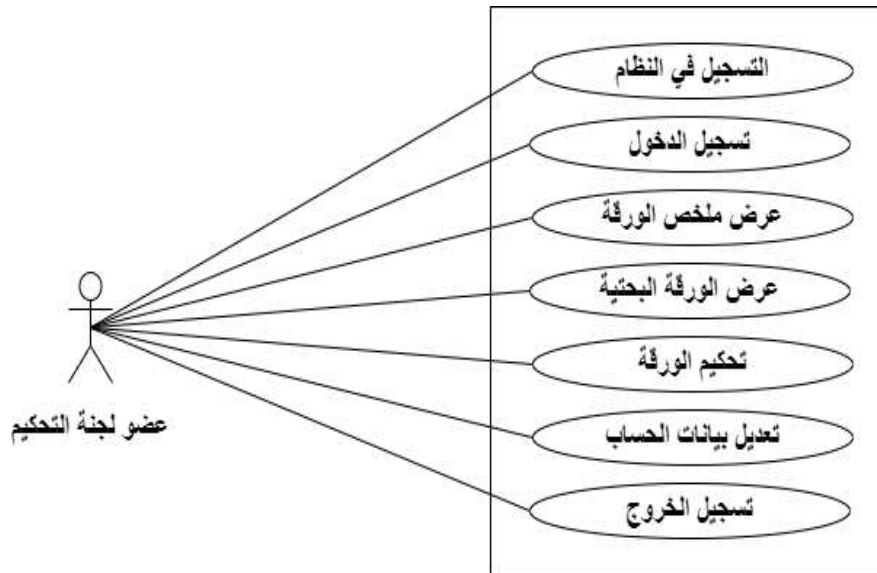 التسجيل في النظام
تسجيل الدخول
عرض ملخص الورقة
عرض الورقة البحتية
تحكيم الورقة
تعديل بيانات الحساب
تسجيل الخروج
عضو لجنة التحكيم